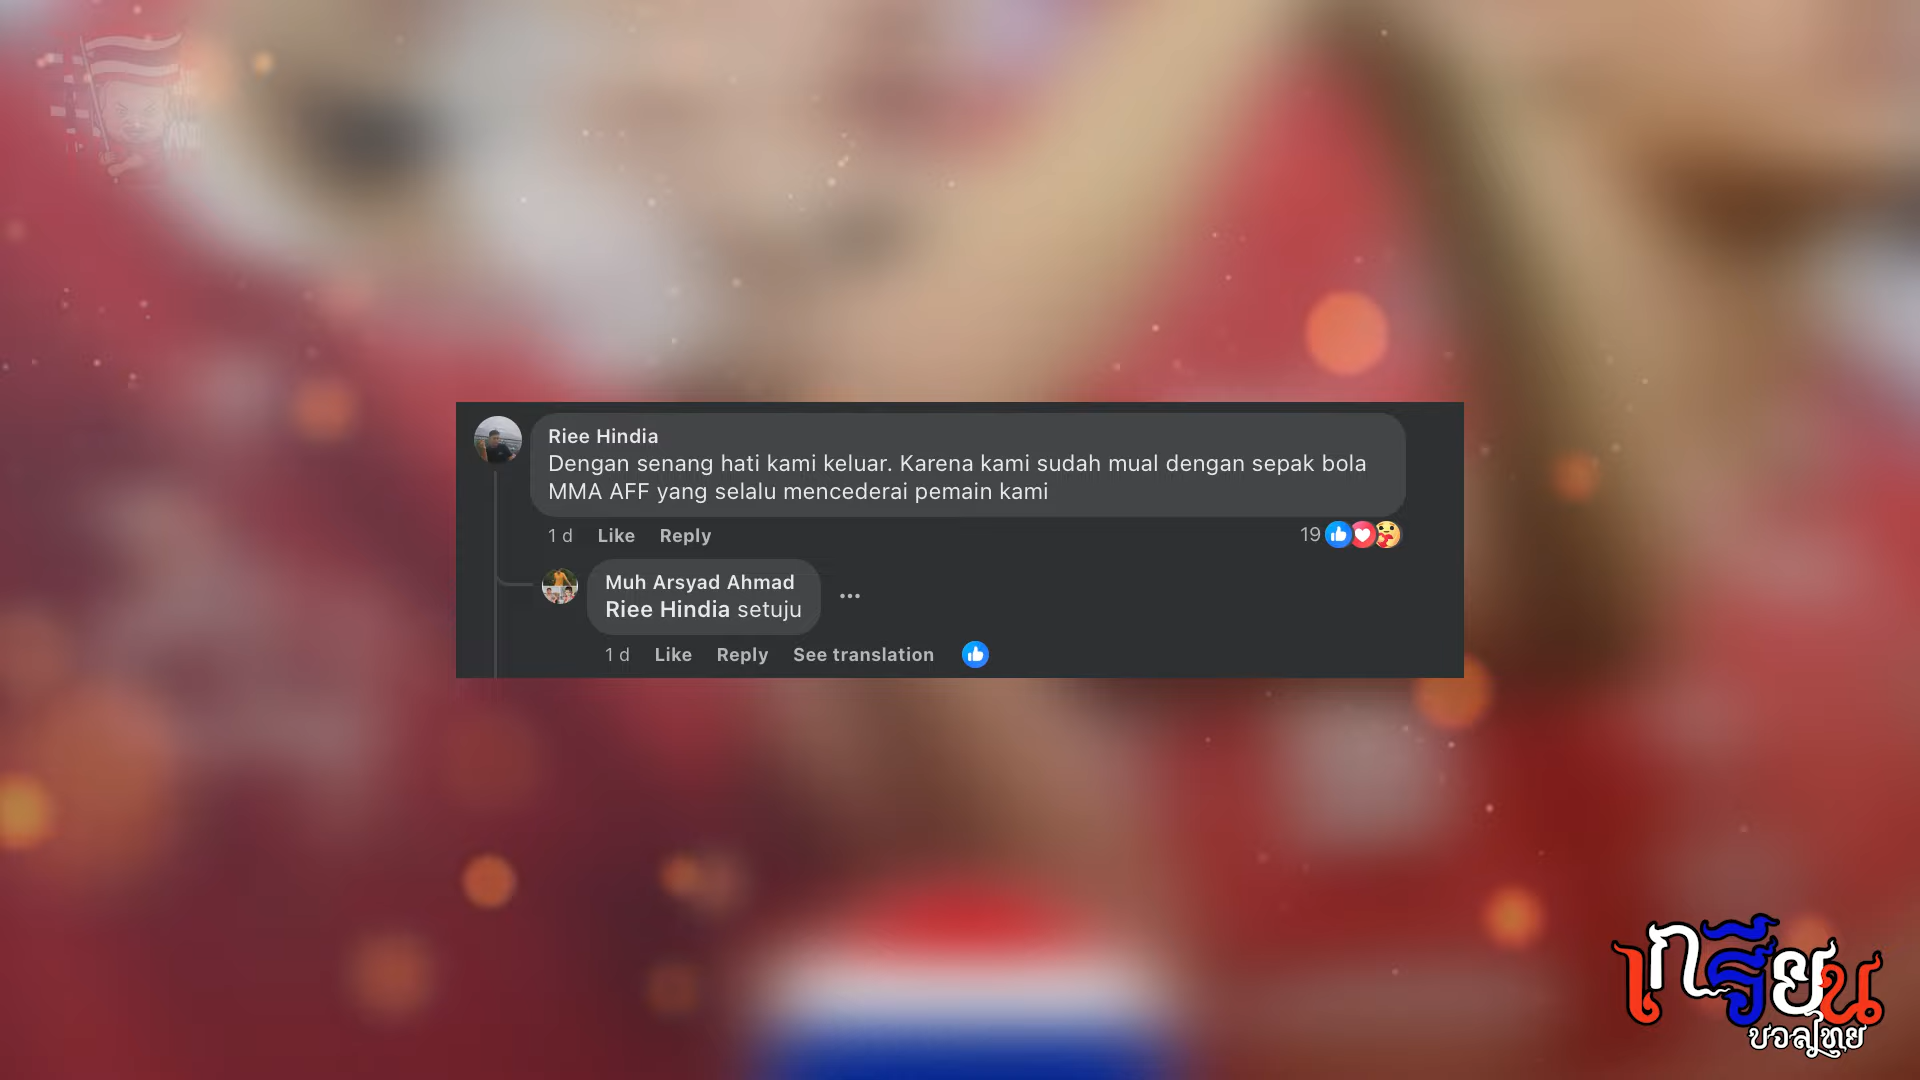 Riee Hindia
Dengan senang hati kami keluar. Karena kami sudah mual dengan sepak bola
MMA AFF yang selalu mencederai pemain kami
1 d Like Reply 19
Muh Arsyad Ahmad
Riee Hindia setuju
1 d Like Reply See translation
เกรียน
บอลไทย